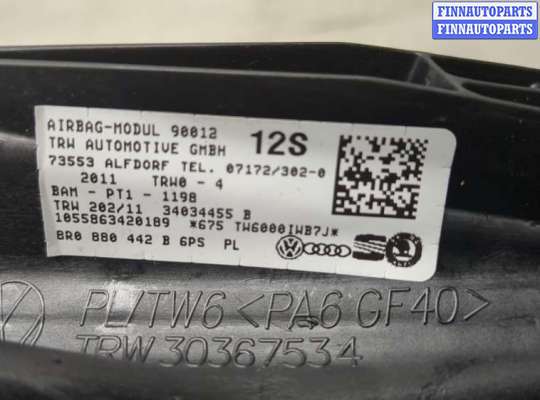 FINNAUTOPARTS
FINNAUTOPARTS
AIRBAG-MODUL 90012
12S
TRW AUTOMOTIVE GMBH
73553 ALFDORF TEL. 07172/302-0
2011 TRW0 - 4
BAM - PT1 - 1198
TRW 202/11 34034455 B
1055863420189 *675 TW6000IWB7J*
8R0 880 442 B 6PS PL
PL/TW6 <PA6 GF40>
TRW 30367534